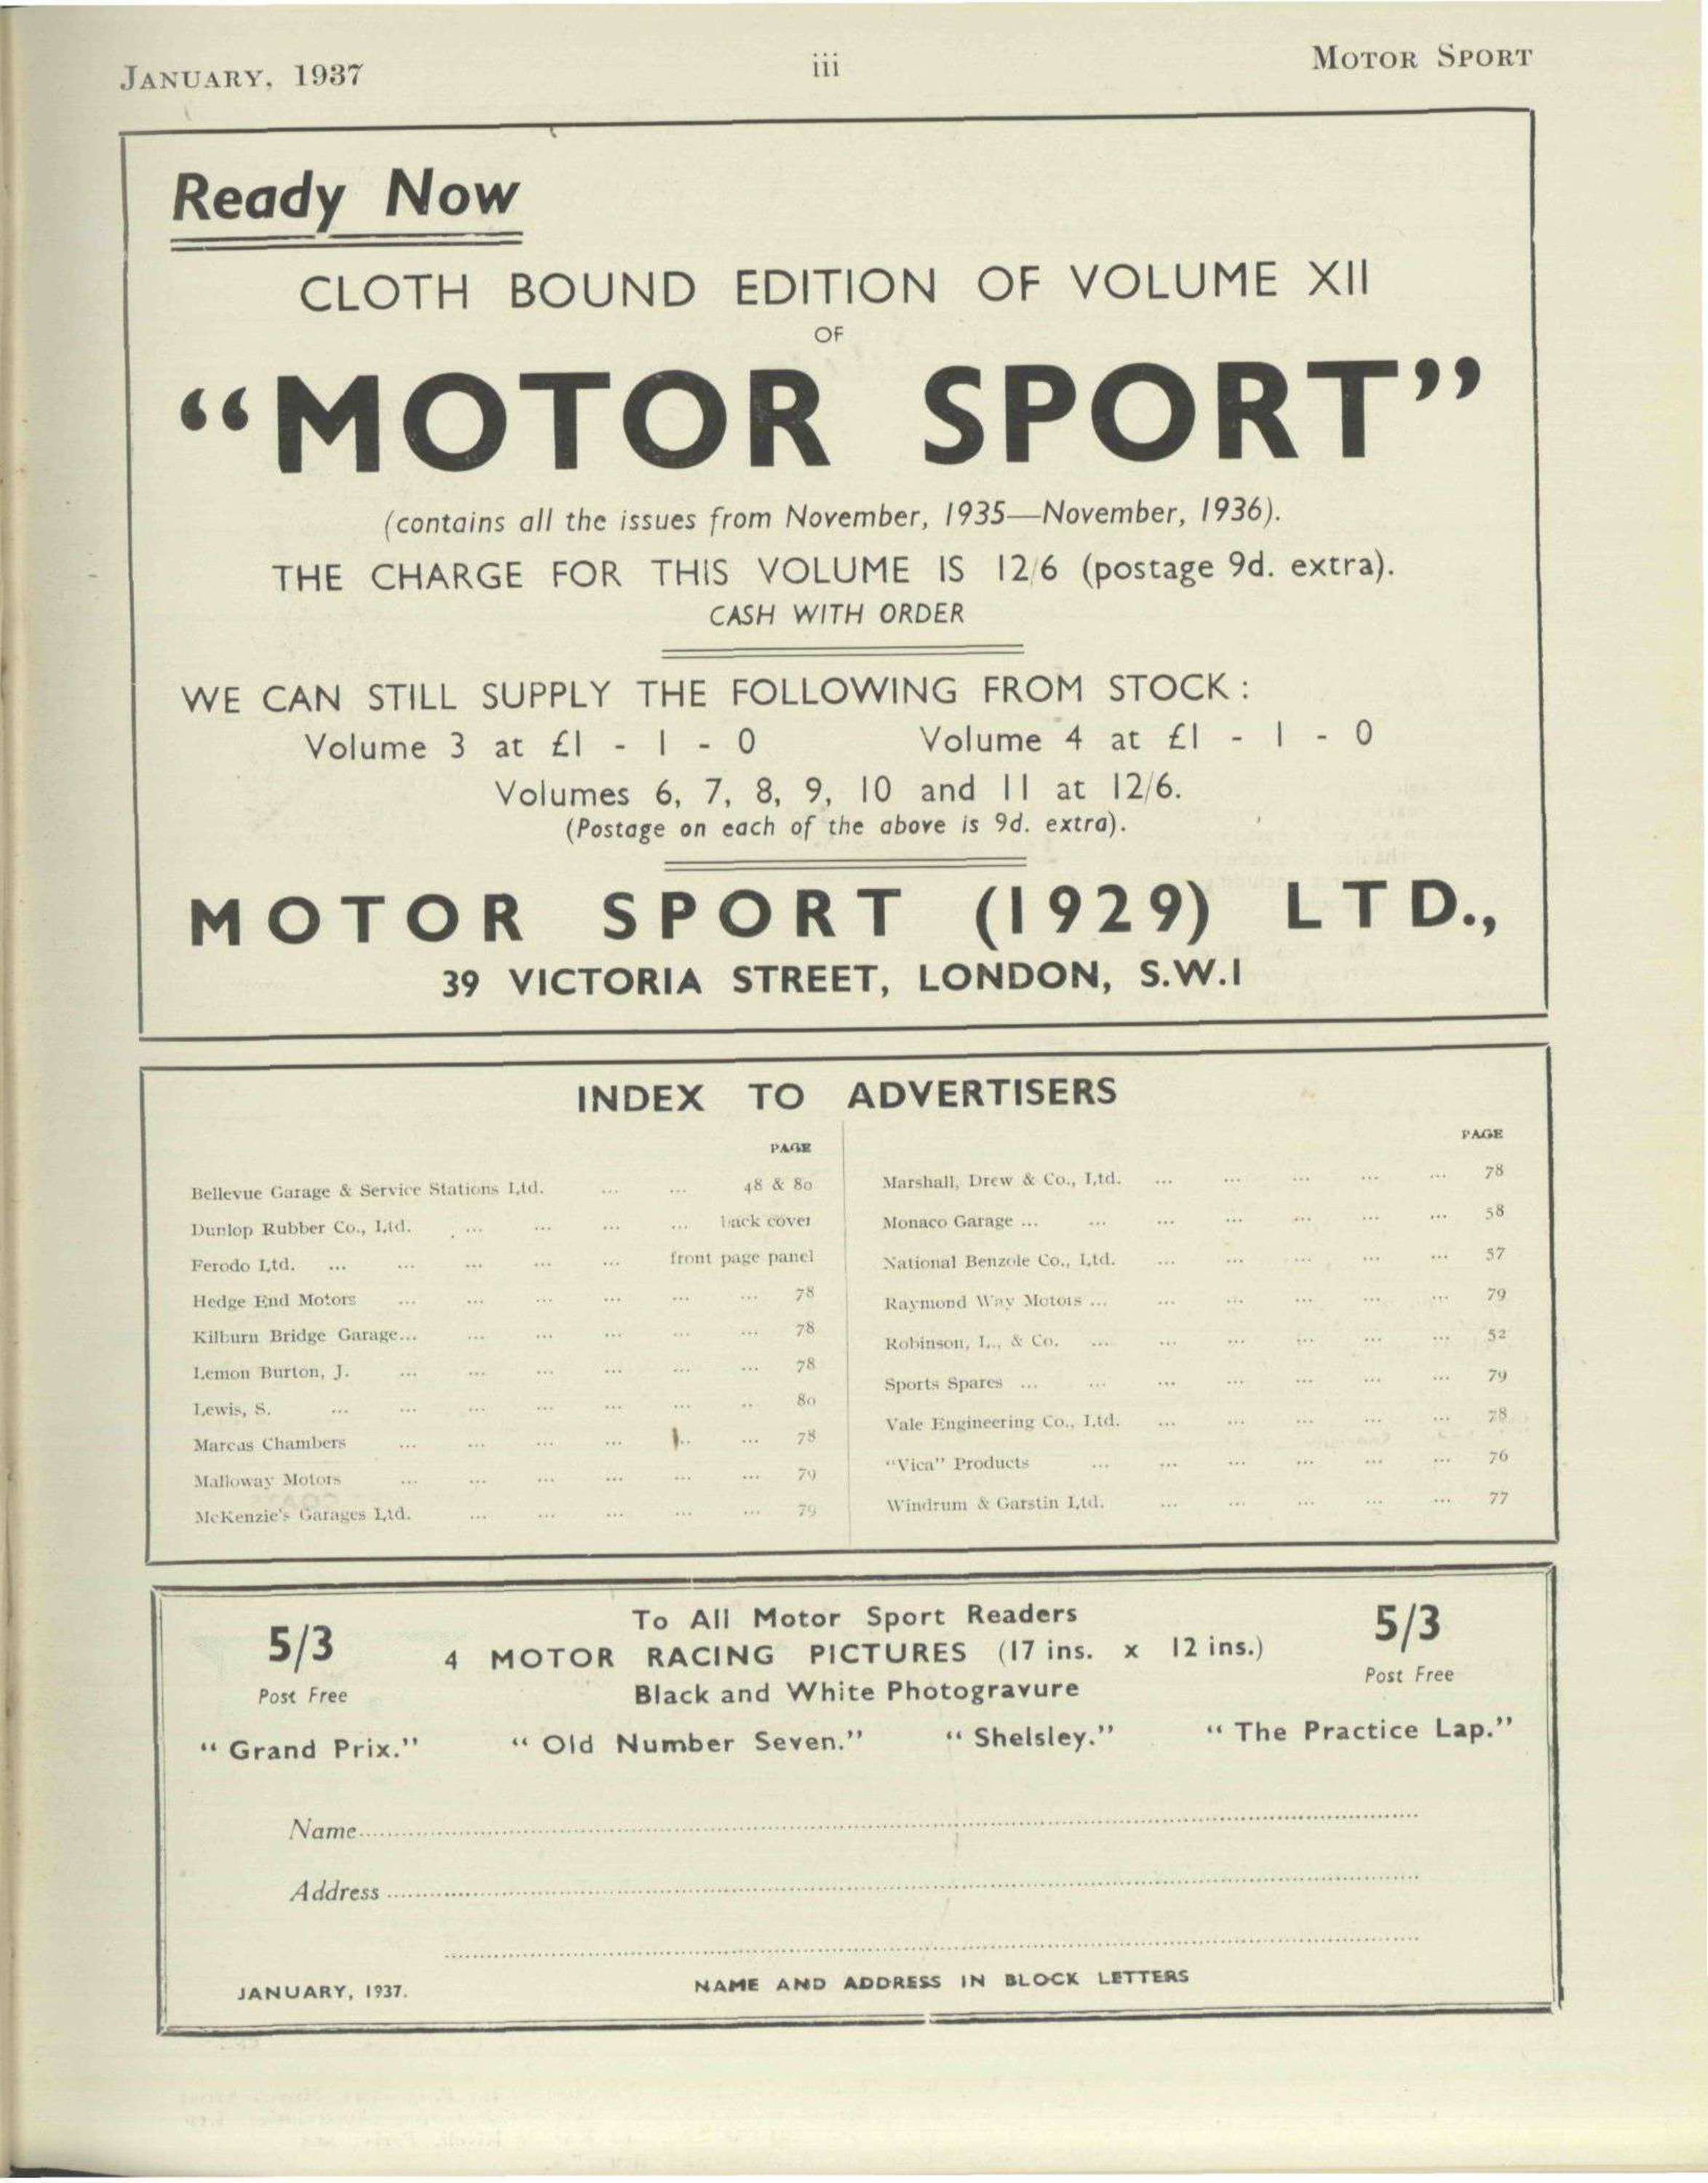 JANUARY, 1937 iii MOTOR SPORT
Ready Now
CLOTH BOUND EDITION OF VOLUME XII
OF
“MOTOR SPORT”
(contains all the issues from November, 1935—November, 1936).
THE CHARGE FOR THIS VOLUME IS 12/6 (postage 9d. extra).
CASH WITH ORDER
WE CAN STILL SUPPLY THE FOLLOWING FROM STOCK :
Volume 3 at £1 - 1 - 0 Volume 4 at £1 - 1 - 0
Volumes 6, 7, 8, 9, 10 and 11 at 12/6.
(Postage on each of the above is 9d. extra).
MOTOR SPORT (1929) LTD.,
39 VICTORIA STREET, LONDON, S.W.1
INDEX TO ADVERTISERS
PAGE
Bellevue Garage & Service Stations Ltd. ... ... 48 & 80
Dunlop Rubber Co., Ltd. ... ... ... ... back cover
Ferodo Ltd. ... ... ... ... ... front page panel
Hedge End Motors ... ... ... ... ... ... 78
Kilburn Bridge Garage... ... ... ... ... ... 78
Lemon Burton, J. ... ... ... ... ... ... 78
Lewis, S. ... ... ... ... ... ... .. 80
Marcus Chambers ... ... ... ... ... ... 78
Malloway Motors ... ... ... ... ... ... 79
McKenzie's Garages Ltd. ... ... ... ... ... 79
PAGE
Marshall, Drew & Co., Ltd. ... ... ... ... ... 78
Monaco Garage ... ... ... ... ... ... ... 58
National Benzole Co., Ltd. ... ... ... ... ... 57
Raymond Way Motors ... ... ... ... ... ... 79
Robinson, L., & Co. ... ... ... ... ... ... 52
Sports Spares ... ... ... ... ... ... ... 79
Vale Engineering Co., Ltd. ... ... ... ... ... 78
“Vica” Products ... ... ... ... ... ... 76
Windrum & Garstin Ltd. ... ... ... ... ... 77
To All Motor Sport Readers
5/3 4 MOTOR RACING PICTURES (17 ins. x 12 ins.) 5/3
Post Free Black and White Photogravure Post Free
“ Grand Prix.” “ Old Number Seven.” “ Shelsley.” “ The Practice Lap.”
Name
Address
JANUARY, 1937. NAME AND ADDRESS IN BLOCK LETTERS